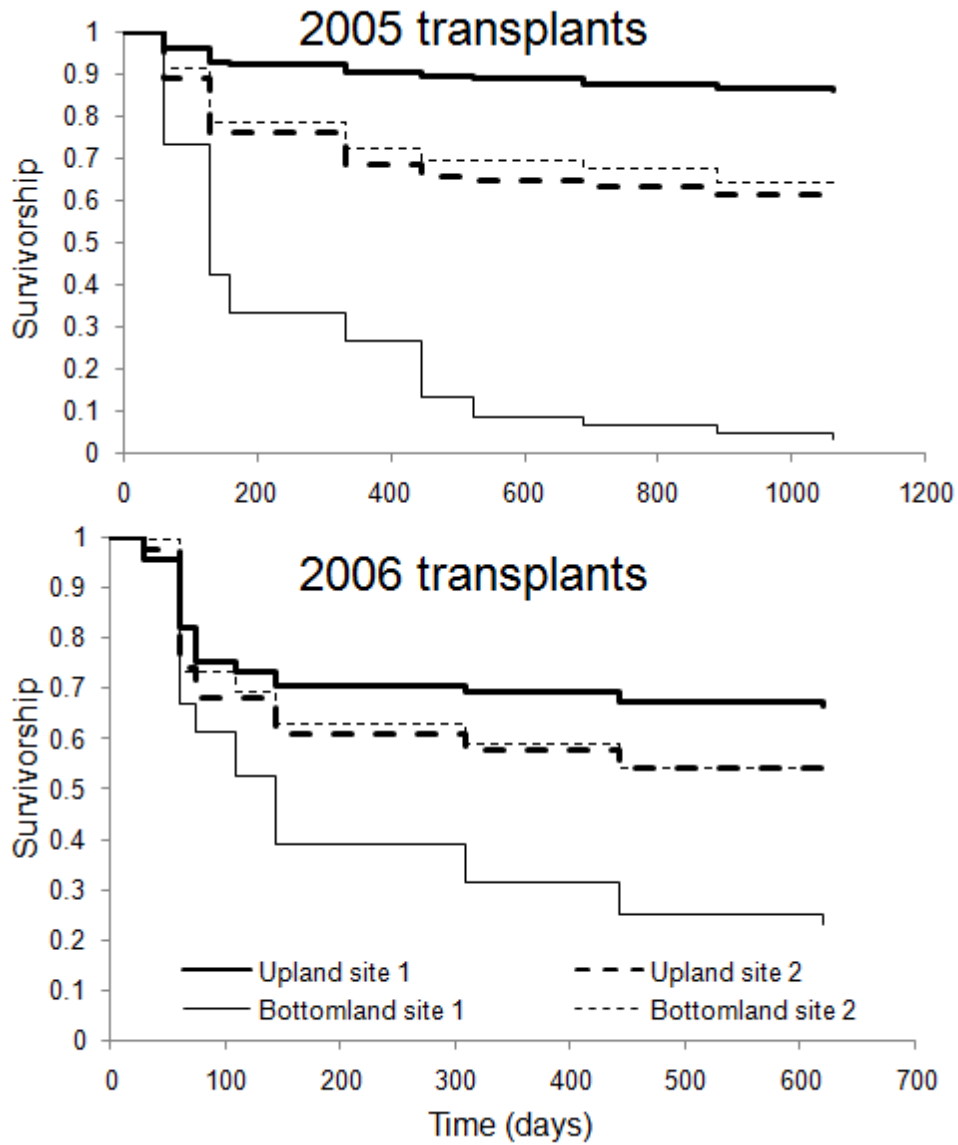 2005 transplants
Survivorship
1
0.9
0.8
0.7
0.6
0.5
0.4
0.3
0.2
0.1
0
0 200 400 600 800 1000 1200
2006 transplants
Survivorship
1
0.9
0.8
0.7
0.6
0.5
0.4
0.3
0.2
0.1
0
Upland site 1 Upland site 2
Bottomland site 1 Bottomland site 2
0 100 200 300 400 500 600 700
Time (days)